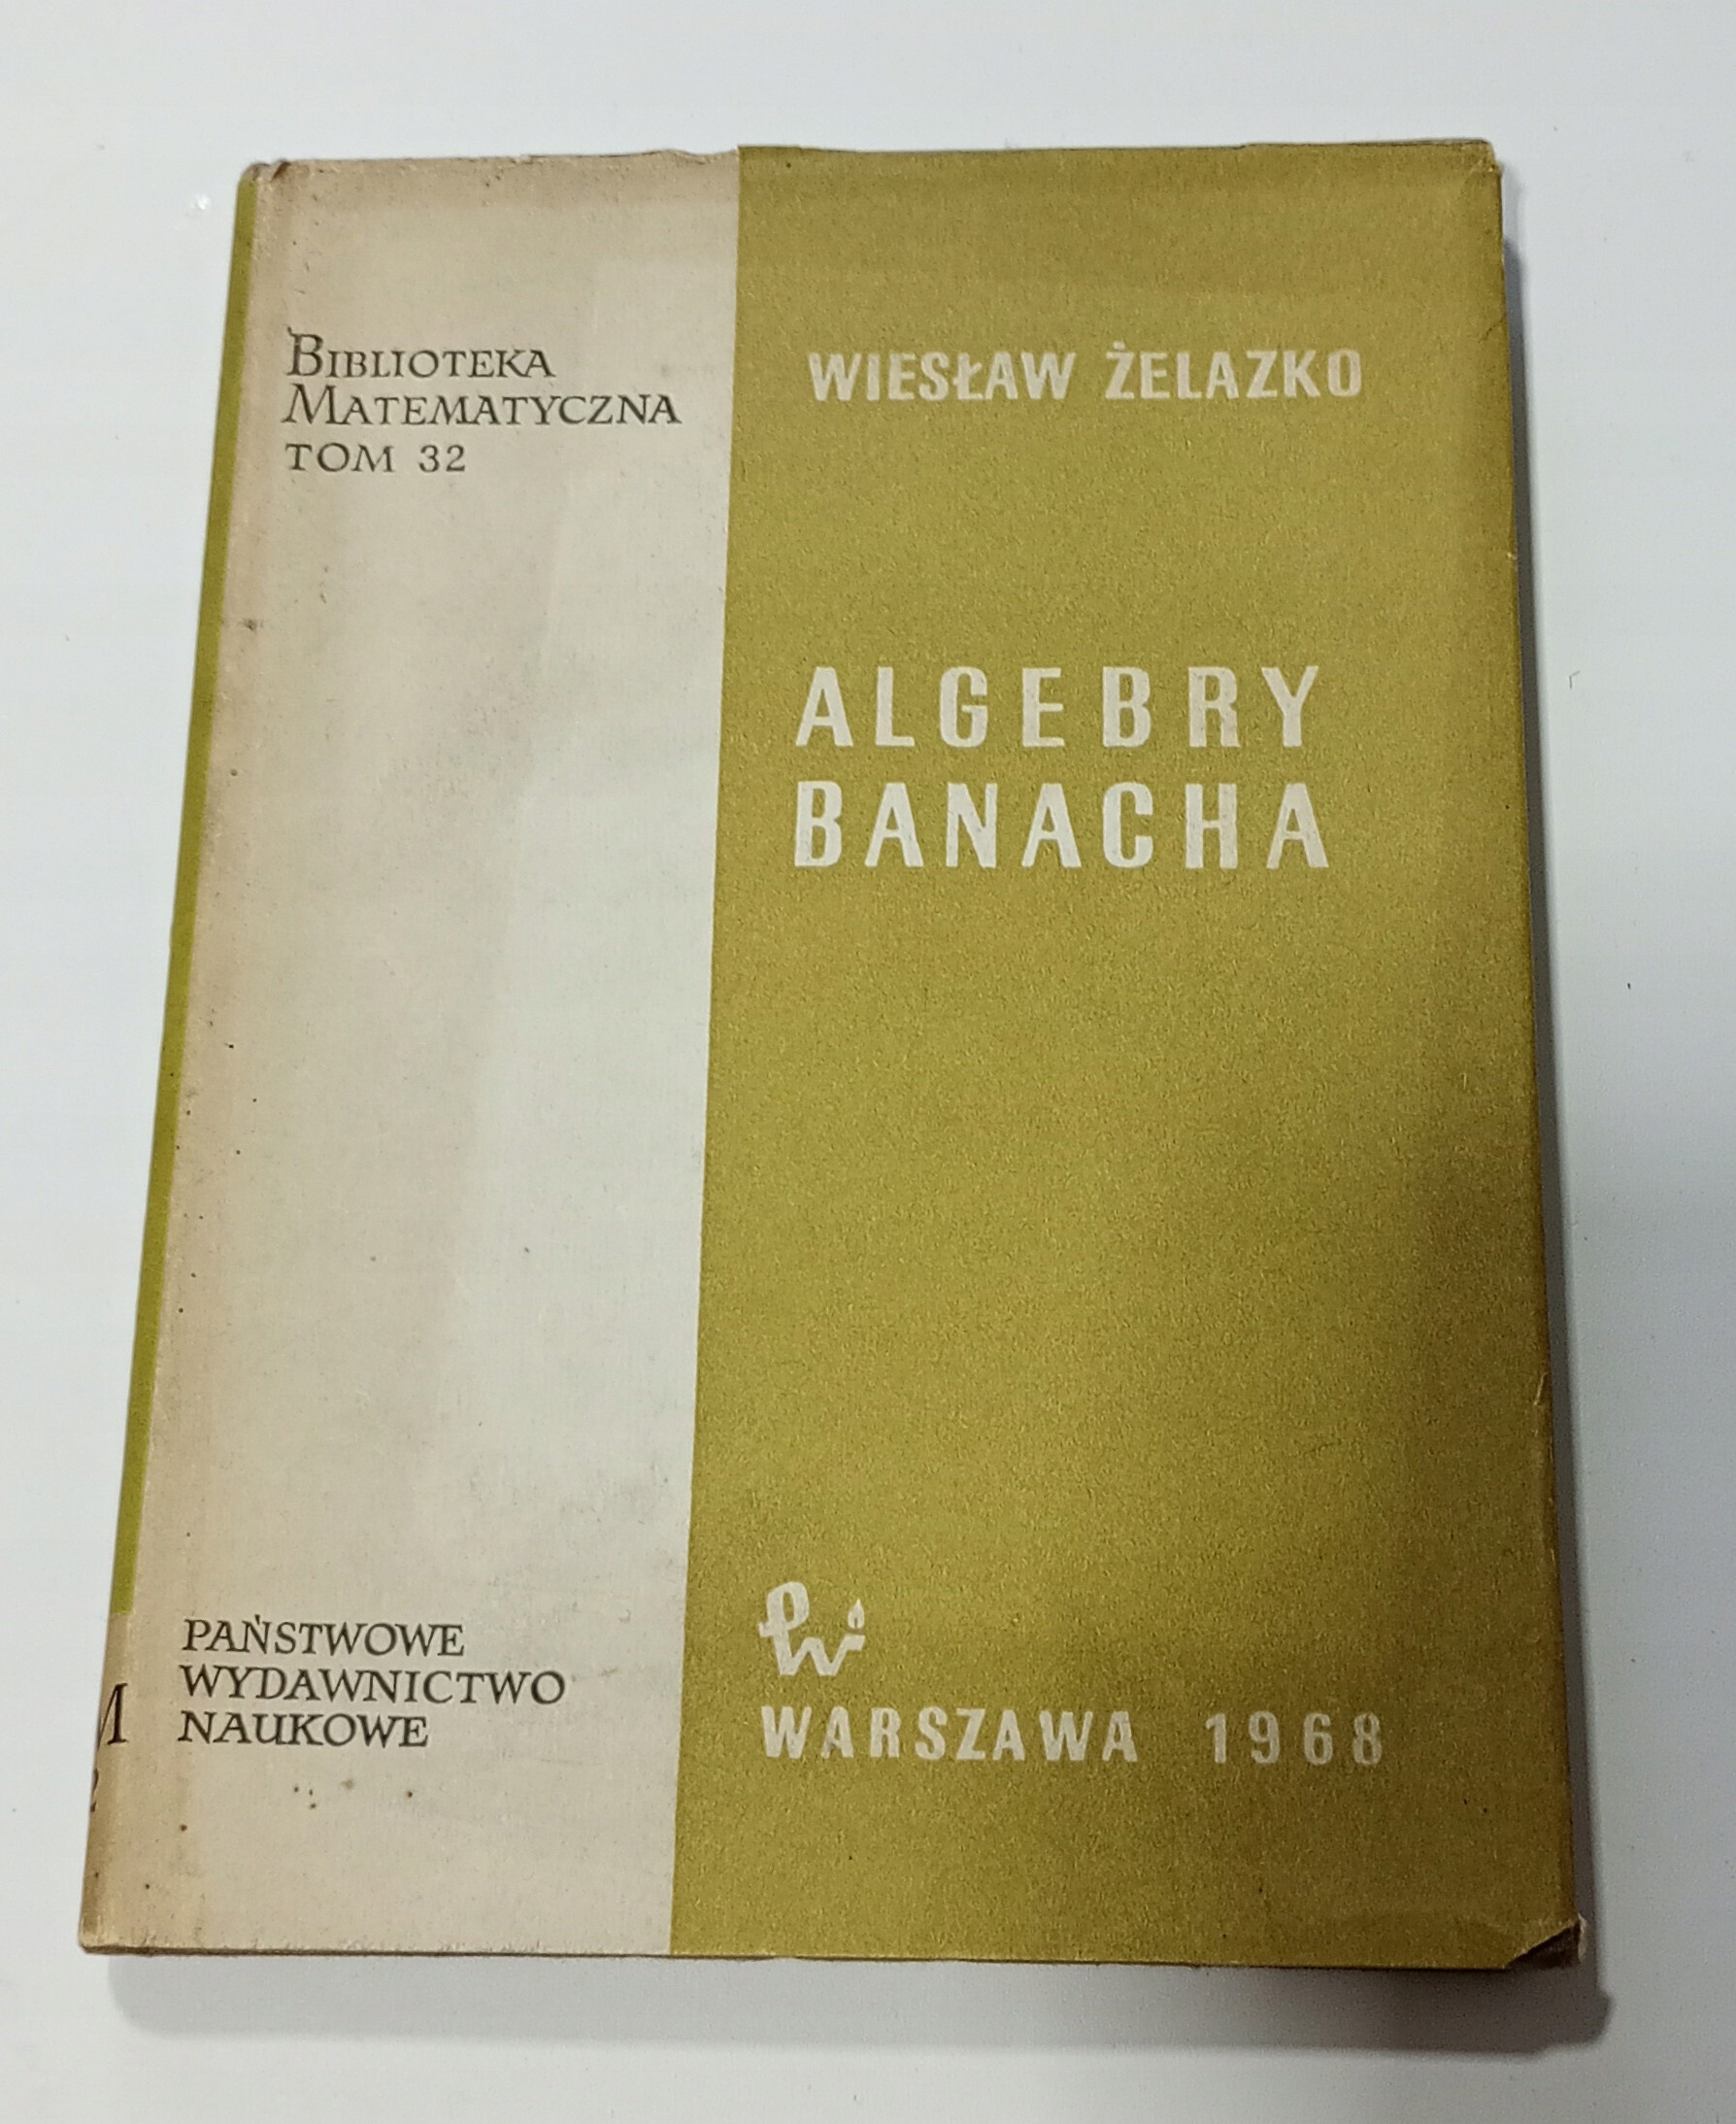 BIBLIOTEKA
MATEMATYCZNA
TOM 32
WIESŁAW ŻELAZKO
ALGEBRY
BANACHA
PAŃSTWOWE
WYDAWNICTWO
NAUKOWE
WARSZAWA 1968